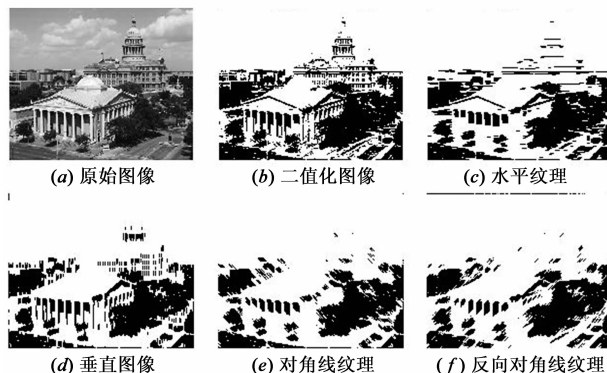 (a) 原始图像
(b) 二值化图像
(c) 水平纹理
(d) 垂直图像
(e) 对角线纹理
(f) 反向对角线纹理